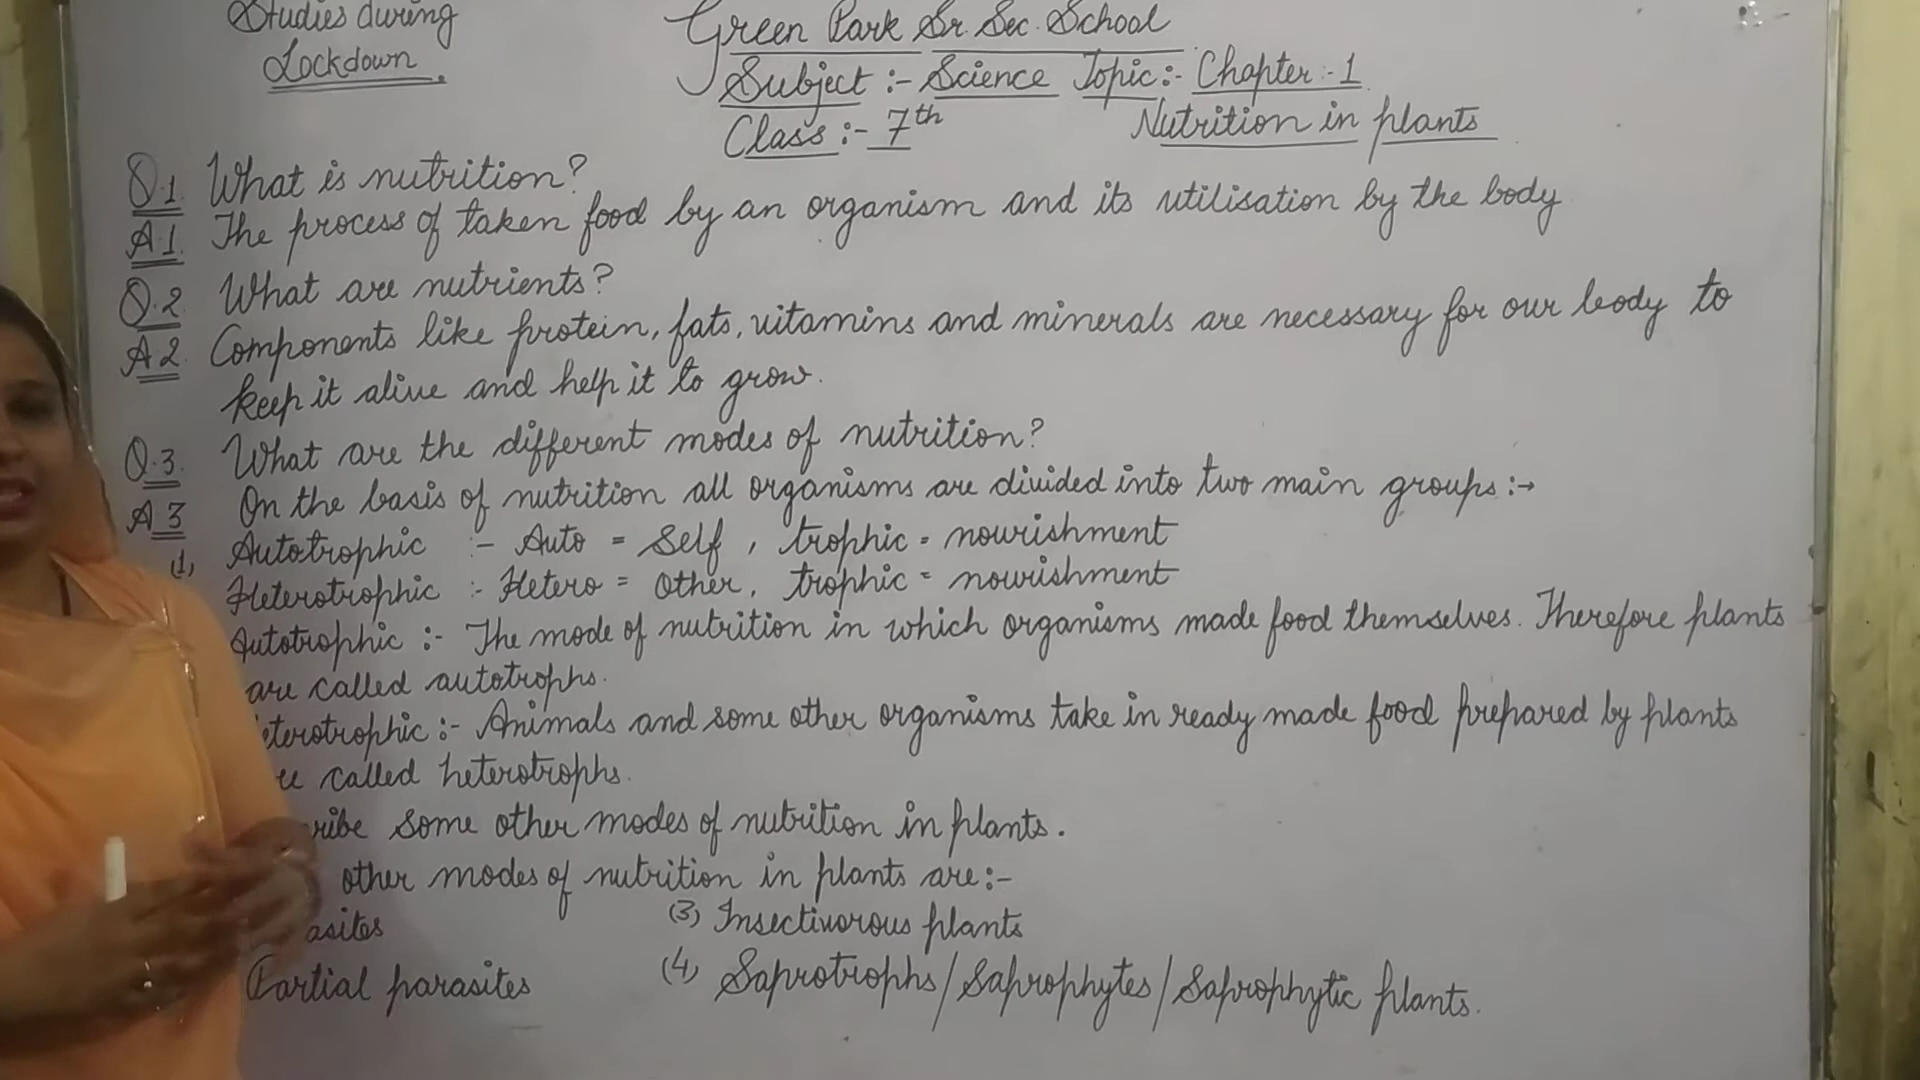 Studies during
Lockdown.
Green Park Sr. Sec. School
Subject :- Science Topic :- Chapter :- 1
Class :- 7th Nutrition in plants
Q.1 What is nutrition?
A.1. The process of taken food by an organism and its utilisation by the body
Q.2 What are nutrients?
A.2 Components like protein, fats, vitamins and minerals are necessary for our body to
keep it alive and help it to grow.
Q.3. What are the different modes of nutrition?
A.3 On the basis of nutrition all organisms are divided into two main groups :→
(1) Autotrophic :- Auto = Self, trophic = nourishment
Heterotrophic :- Hetero = Other, trophic = nourishment
Autotrophic :- The mode of nutrition in which organisms made food themselves. Therefore plants
are called autotrophs.
eterotrophic :- Animals and some other organisms take in ready made food prepared by plants
called heterotrophs.
ribe some other modes of nutrition in plants.
other modes of nutrition in plants are :-
asites (3) Insectivorous plants
Partial parasites (4) Saprotrophs/Saprophytes/Saprophytic plants.